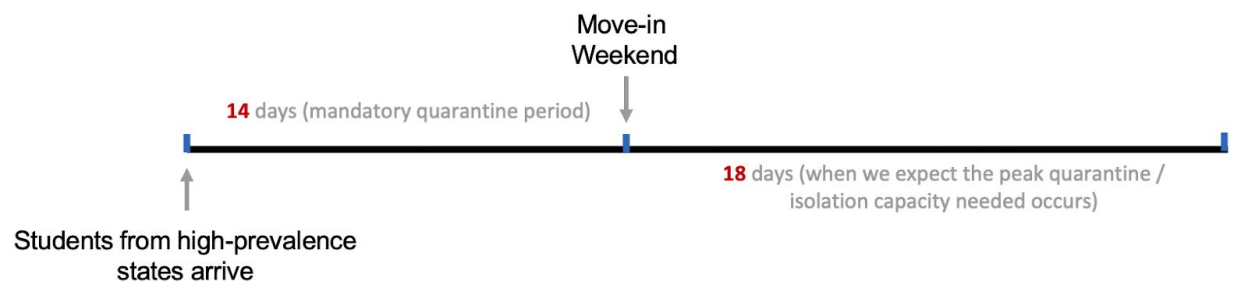 Move-in
Weekend
14 days (mandatory quarantine period)
18 days (when we expect the peak quarantine /
isolation capacity needed occurs)
Students from high-prevalence
states arrive